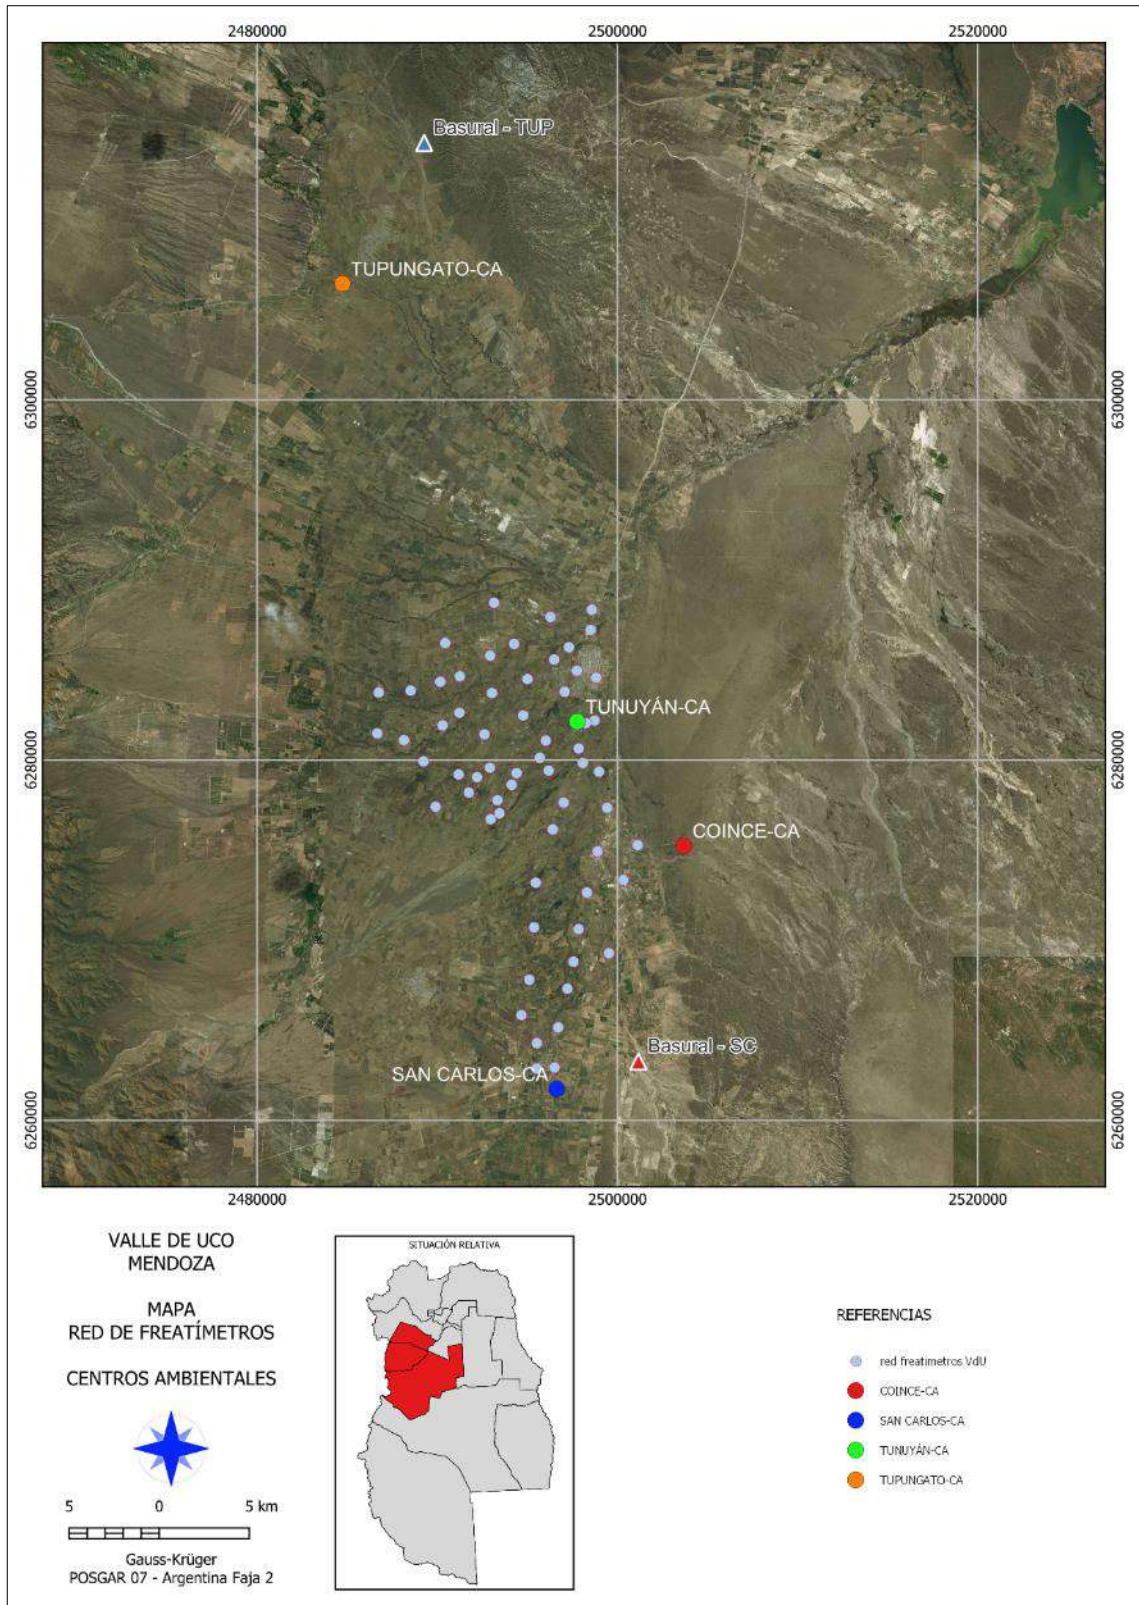 2480000
2500000
2520000
Basural - TUP
TUPUNGATO-CA
6300000
6300000
TUNUYÁN-CA
6280000
6280000
COINCE-CA
Basural - SC
SAN CARLOS-CA
6260000
6260000
2480000
2500000
2520000
VALLE DE UCO
MENDOZA
MAPA
RED DE FREATÍMETROS
CENTROS AMBIENTALES
5 0 5 km
Gauss-Krüger
POSGAR 07 - Argentina Faja 2
SITUACIÓN RELATIVA
REFERENCIAS
red freatimetros VdU
COINCE-CA
SAN CARLOS-CA
TUNUYÁN-CA
TUPUNGATO-CA